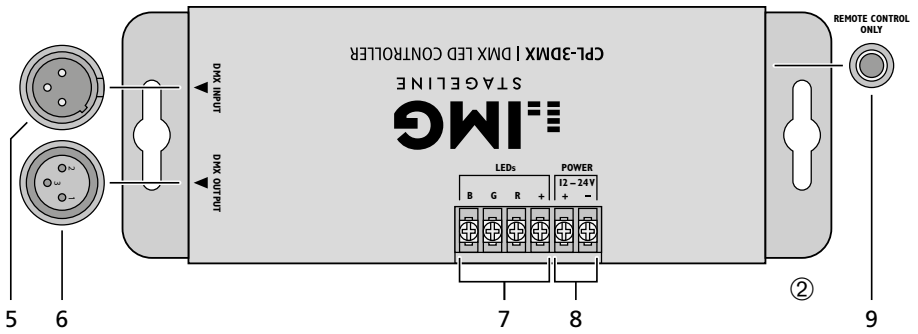 REMOTE CONTROL
ONLY
CPL-3DMX | DMX LED CONTROLLER
STAGELINE
IMG
DMX INPUT
DMX OUTPUT
2
3
1
LEDs
POWER
12–24V
B G R +
+ −
5
6
7
8
②
9